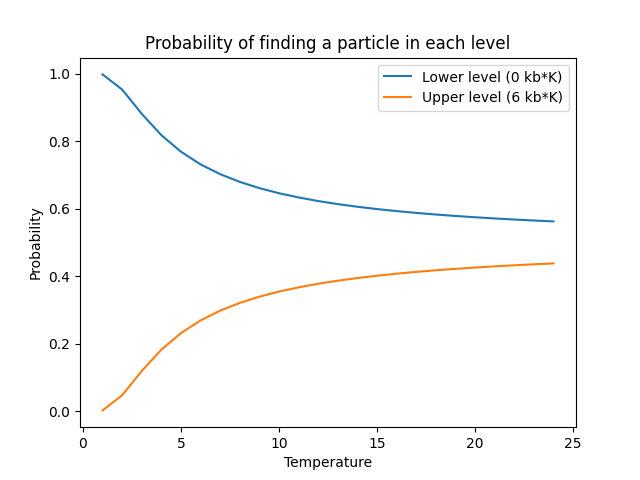 Probability of finding a particle in each level
Lower level (0 kb*K)
Upper level (6 kb*K)
Probability
1.0
0.8
0.6
0.4
0.2
0.0
0
5
10
15
20
25
Temperature